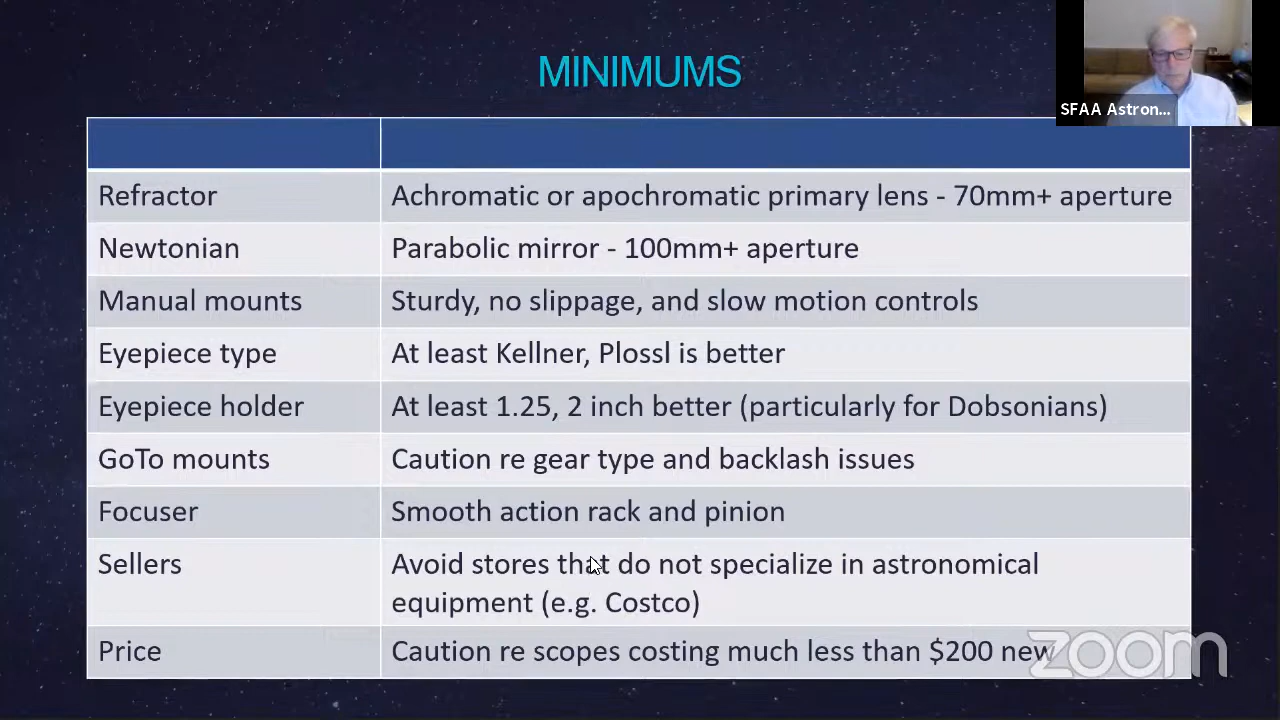 MINIMUMS
SFAA Astron...
Refractor
Achromatic or apochromatic primary lens - 70mm+ aperture
Newtonian
Parabolic mirror - 100mm+ aperture
Manual mounts
Sturdy, no slippage, and slow motion controls
Eyepiece type
At least Kellner, Plossl is better
Eyepiece holder
At least 1.25, 2 inch better (particularly for Dobsonians)
GoTo mounts
Caution re gear type and backlash issues
Focuser
Smooth action rack and pinion
Sellers
Avoid stores that do not specialize in astronomical
equipment (e.g. Costco)
Price
Caution re scopes costing much less than $200 new
zoom